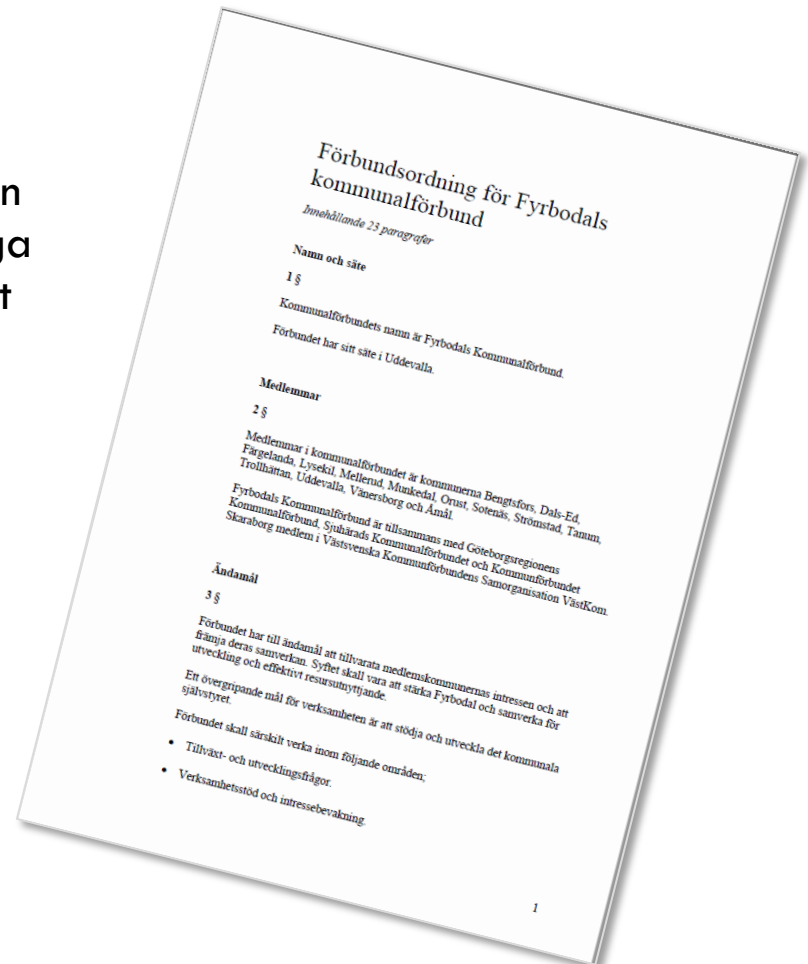 n
ga
t
Förbundsordning för Fyrbodals
kommunalförbund
Innehållande 23 paragrafer
Namn och säte
1 §
Kommunalförbundets namn är Fyrbodals Kommunalförbund.
Förbundet har sitt säte i Uddevalla.
Medlemmar
2 §
Medlemmar i kommunalförbundet är kommunerna Bengtsfors, Dals-Ed,
Färgelanda, Lysekil, Mellerud, Munkedal, Orust, Sotenäs, Strömstad, Tanum,
Trollhättan, Uddevalla, Vänersborg och Åmål.
Fyrbodals Kommunalförbund är tillsammans med Göteborgsregionens
Kommunalförbund, Sjuhärads Kommunalförbundet och Kommunförbundet
Skaraborg medlem i Västsvenska Kommunförbundens Samorganisation VästKom.
Ändamål
3 §
Förbundet har till ändamål att tillvarata medlemskommunernas intressen och att
främja deras samverkan. Syftet skall vara att stärka Fyrbodal och samverka för
utveckling och effektivt resursutnyttjande.
Ett övergripande mål för verksamheten är att stödja och utveckla det kommunala
självstyret.
Förbundet skall särskilt verka inom följande områden;
• Tillväxt- och utvecklingsfrågor.
• Verksamhetsstöd och intressebevakning.
1